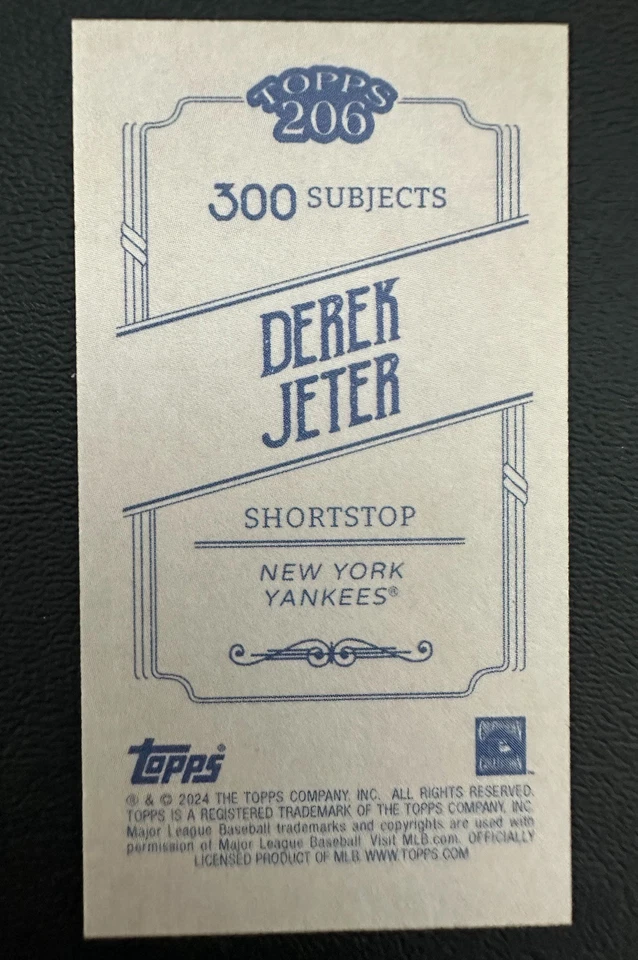 TOPPS
206
300 SUBJECTS
DEREK
JETER
SHORTSTOP
NEW YORK
YANKEES®
topps®
® & © 2024 THE TOPPS COMPANY, INC. ALL RIGHTS RESERVED.
TOPPS IS A REGISTERED TRADEMARK OF THE TOPPS COMPANY, INC.
Major League Baseball trademarks and copyrights are used with
permission of Major League Baseball. Visit MLB.com. OFFICIALLY
LICENSED PRODUCT OF MLB. WWW.TOPPS.COM